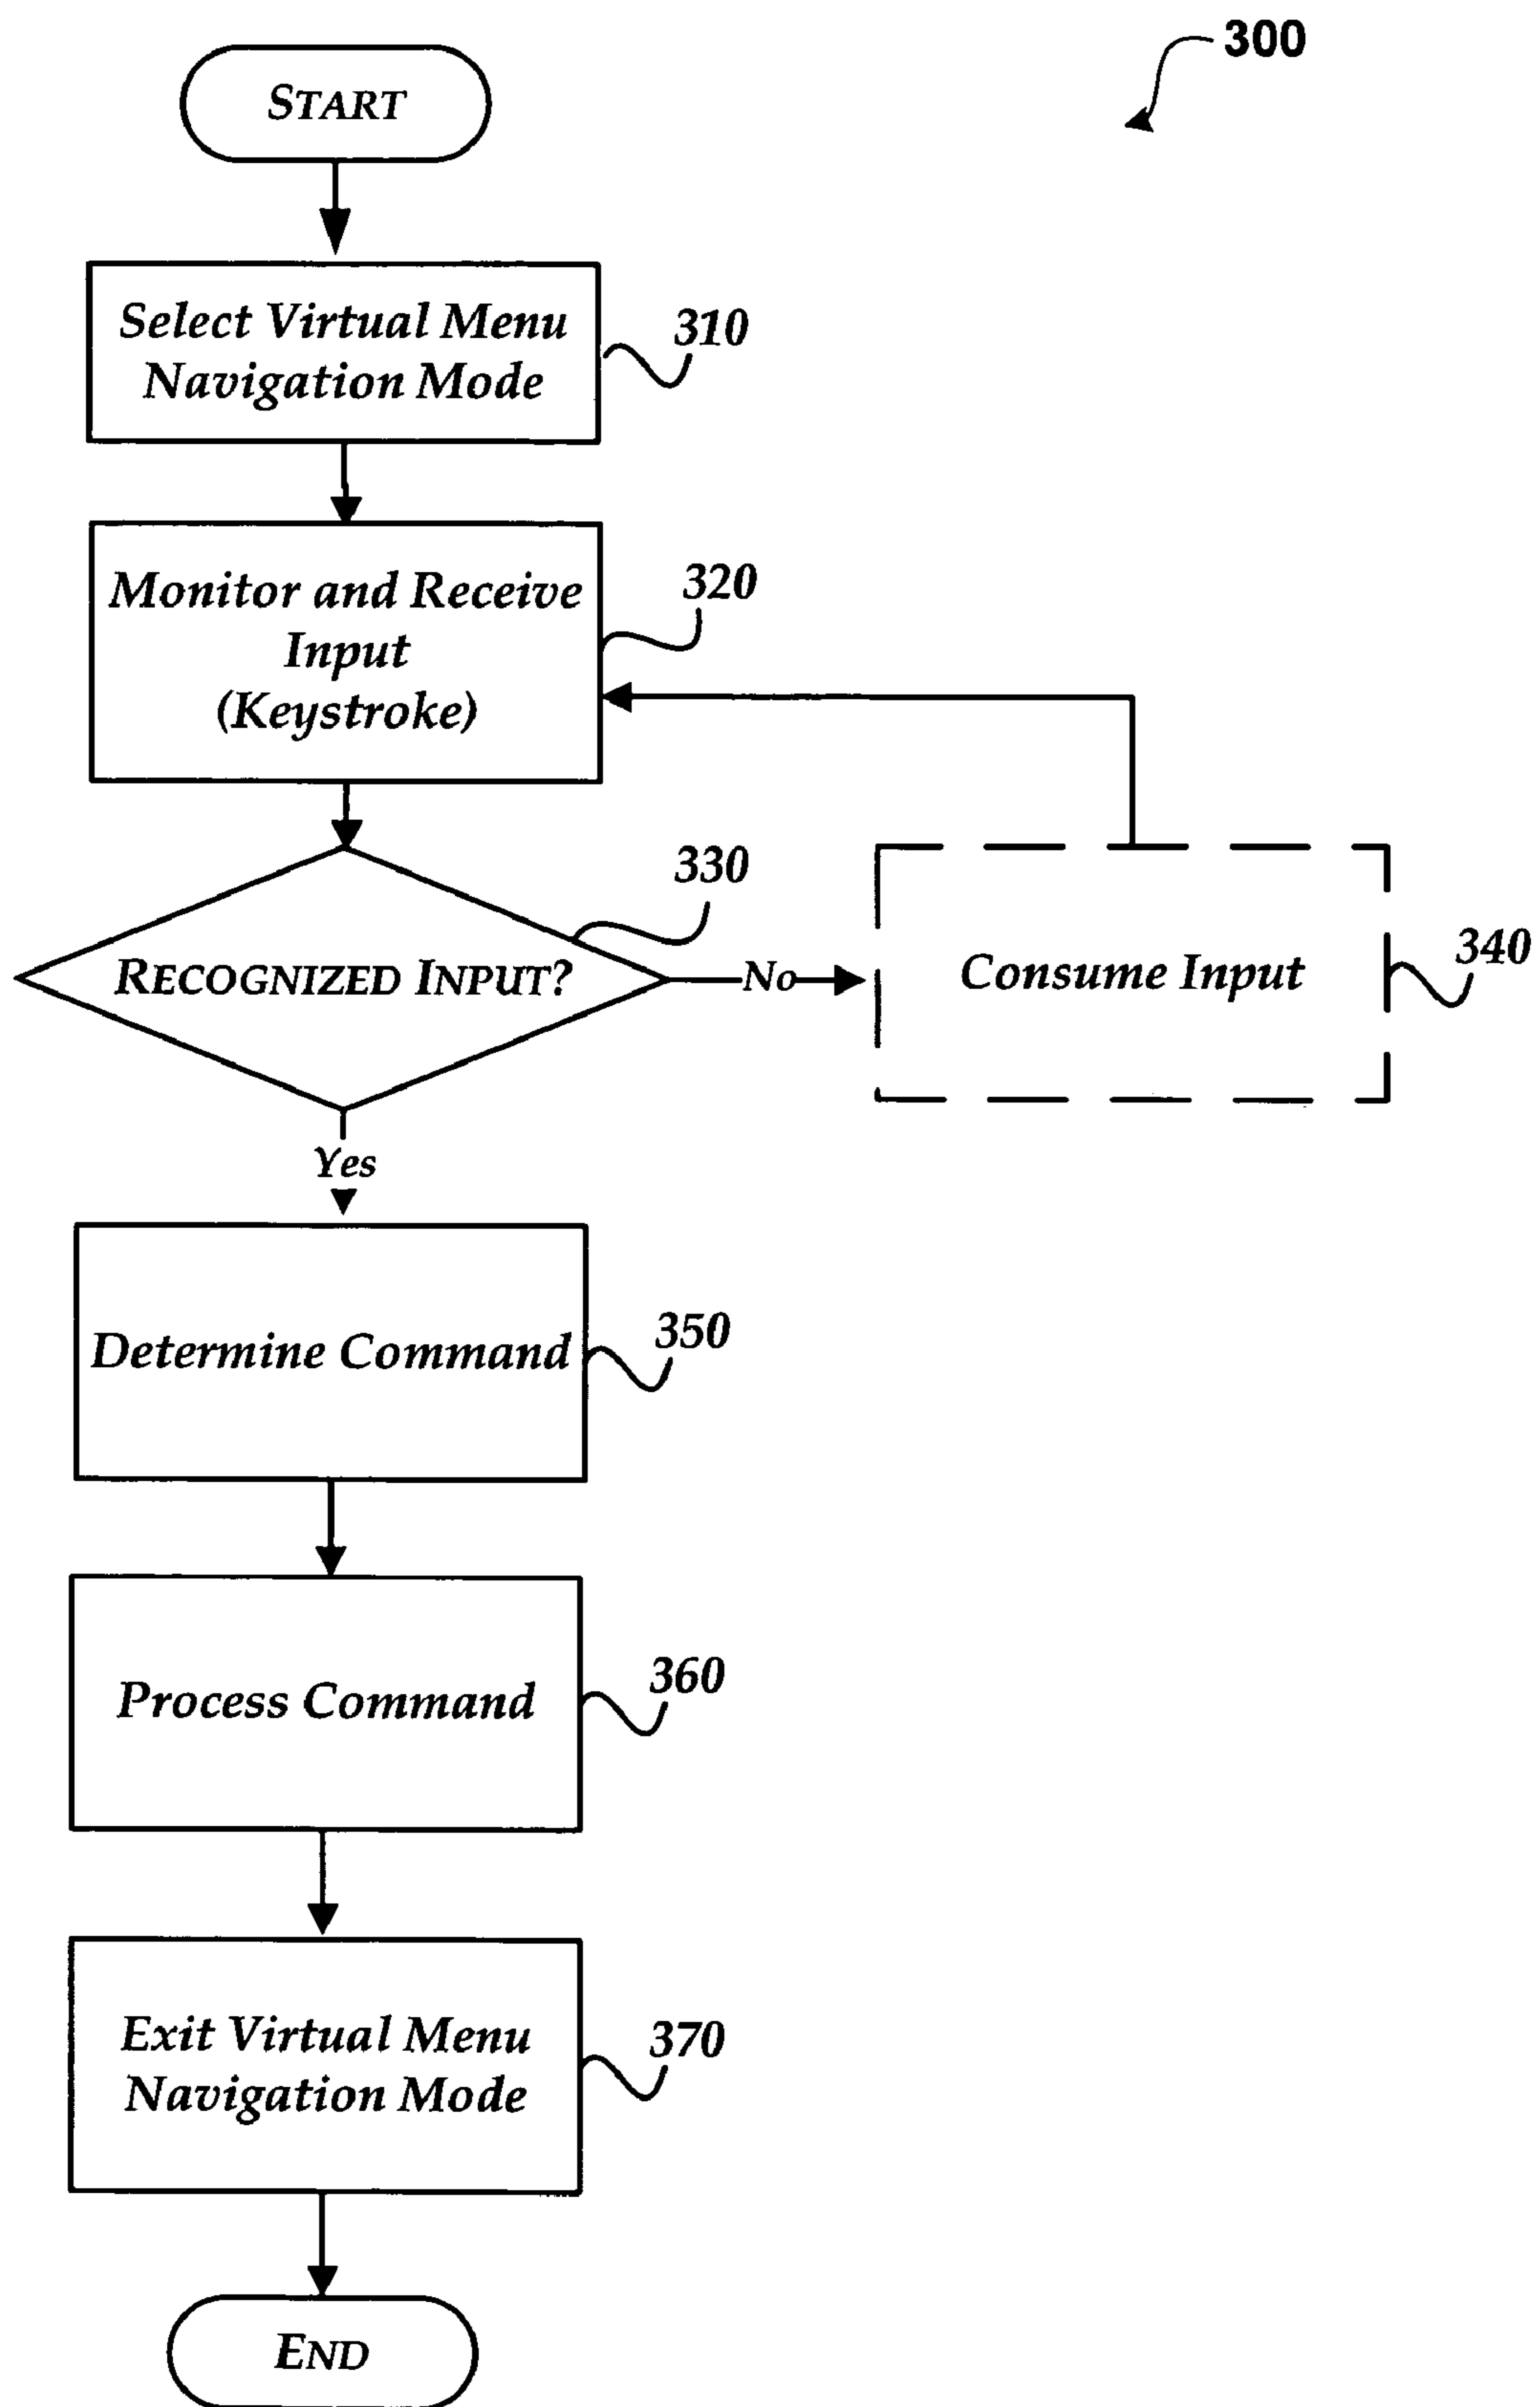 300
START
Select Virtual Menu
Navigation Mode
310
Monitor and Receive
Input
(Keystroke)
320
RECOGNIZED INPUT?
330
No
Consume Input
340
Yes
Determine Command
350
Process Command
360
Exit Virtual Menu
Navigation Mode
370
END